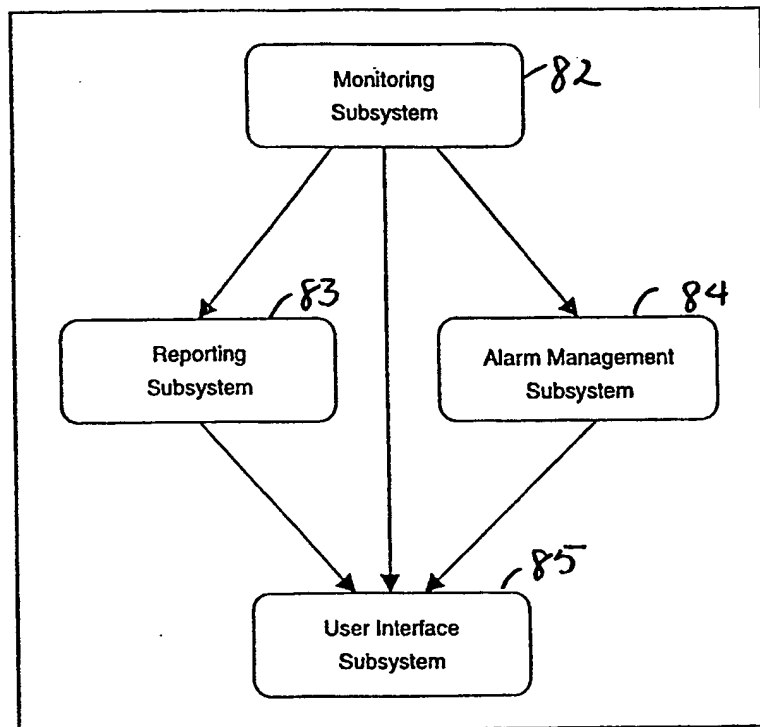 Monitoring
Subsystem
82
83
Reporting
Subsystem
84
Alarm Management
Subsystem
85
User Interface
Subsystem